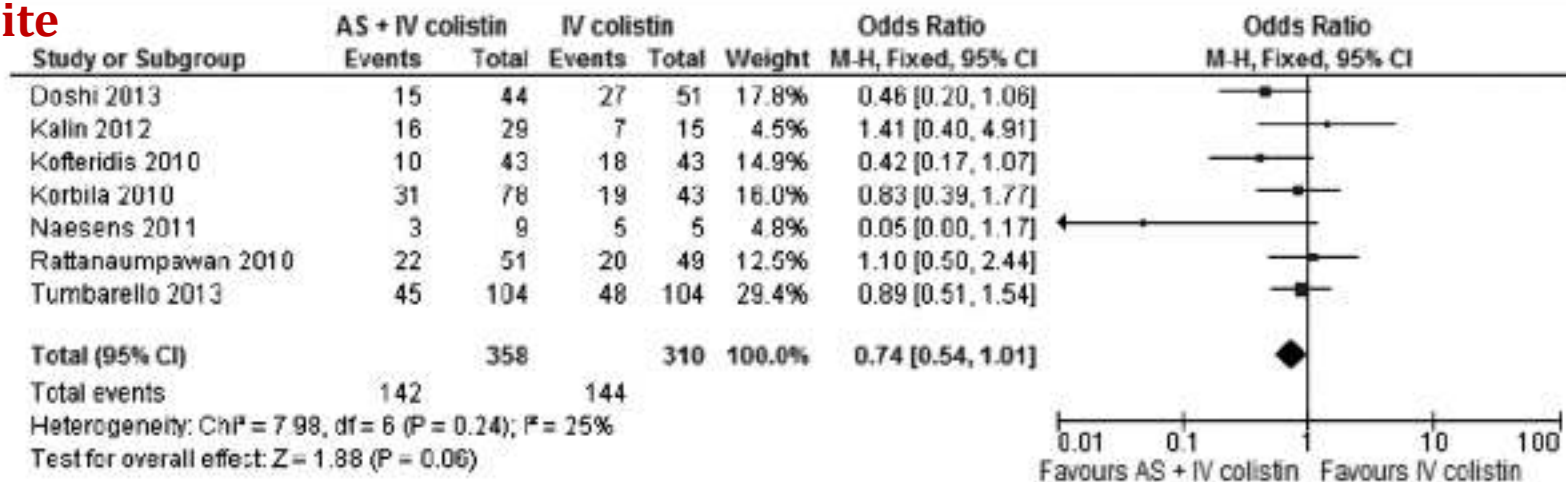 ite
AS + IV colistin IV colistin Odds Ratio Odds Ratio
Study or Subgroup Events Total Events Total Weight M-H, Fixed, 95% CI M-H, Fixed, 95% CI
Doshi 2013 15 44 27 51 17.8% 0.46 [0.20, 1.06]
Kalin 2012 16 29 7 15 4.5% 1.41 [0.40, 4.91]
Kofteridis 2010 10 43 18 43 14.9% 0.42 [0.17, 1.07]
Korbila 2010 31 78 19 43 16.0% 0.83 [0.39, 1.77]
Naesens 2011 3 9 5 5 4.8% 0.05 [0.00, 1.17]
Rattanaumpawan 2010 22 51 20 49 12.5% 1.10 [0.50, 2.44]
Tumbarello 2013 45 104 48 104 29.4% 0.89 [0.51, 1.54]
Total (95% CI) 358 310 100.0% 0.74 [0.54, 1.01]
Total events 142 144
Heterogeneity: Chi² = 7.98, df = 6 (P = 0.24); I² = 25%
Test for overall effect: Z = 1.88 (P = 0.06)
0.01 0.1 1 10 100
Favours AS + IV colistin Favours IV colistin